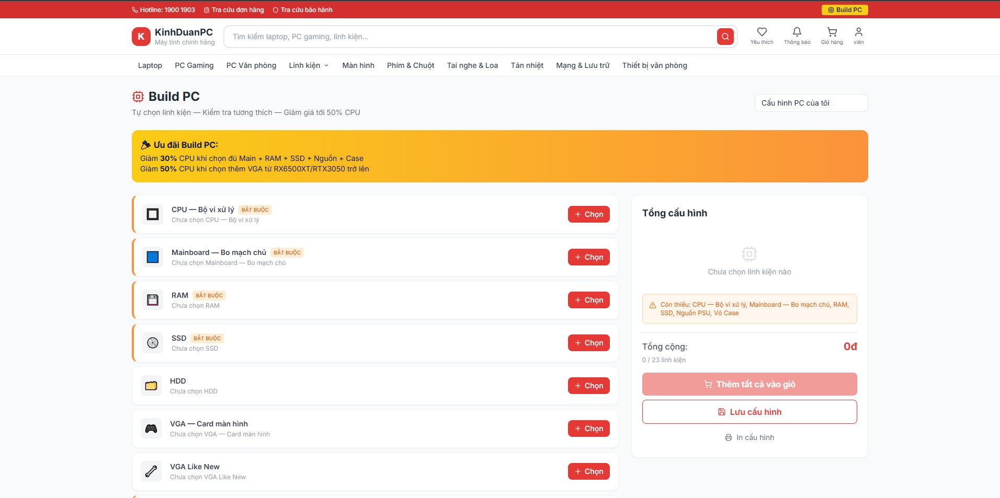 Hotline: 1900 1903
Tra cứu đơn hàng
Tra cứu bảo hành
Build PC
K
KinhDuanPC
Máy tính chính hãng
Tìm kiếm laptop, PC gaming, linh kiện...
Yêu thích
Thông báo
Giỏ hàng
viên
Laptop
PC Gaming
PC Văn phòng
Linh kiện
Màn hình
Phím & Chuột
Tai nghe & Loa
Tản nhiệt
Mạng & Lưu trữ
Thiết bị văn phòng
Build PC
Tự chọn linh kiện — Kiểm tra tương thích — Giảm giá tới 50% CPU
Cấu hình PC của tôi
Ưu đãi Build PC:
Giảm 30% CPU khi chọn đủ Main + RAM + SSD + Nguồn + Case
Giảm 50% CPU khi chọn thêm VGA từ RX6500XT/RTX3050 trở lên
CPU — Bộ vi xử lý
BẮT BUỘC
Chưa chọn CPU — Bộ vi xử lý
+ Chọn
Mainboard — Bo mạch chủ
BẮT BUỘC
Chưa chọn Mainboard — Bo mạch chủ
+ Chọn
RAM
BẮT BUỘC
Chưa chọn RAM
+ Chọn
SSD
BẮT BUỘC
Chưa chọn SSD
+ Chọn
HDD
Chưa chọn HDD
+ Chọn
VGA — Card màn hình
Chưa chọn VGA — Card màn hình
+ Chọn
VGA Like New
Chưa chọn VGA Like New
+ Chọn
Tổng cấu hình
Chưa chọn linh kiện nào
Còn thiếu: CPU — Bộ vi xử lý, Mainboard — Bo mạch chủ, RAM,
SSD, Nguồn PSU, Vỏ Case
Tổng cộng:
0đ
0 / 23 linh kiện
Thêm tất cả vào giỏ
Lưu cấu hình
In cấu hình